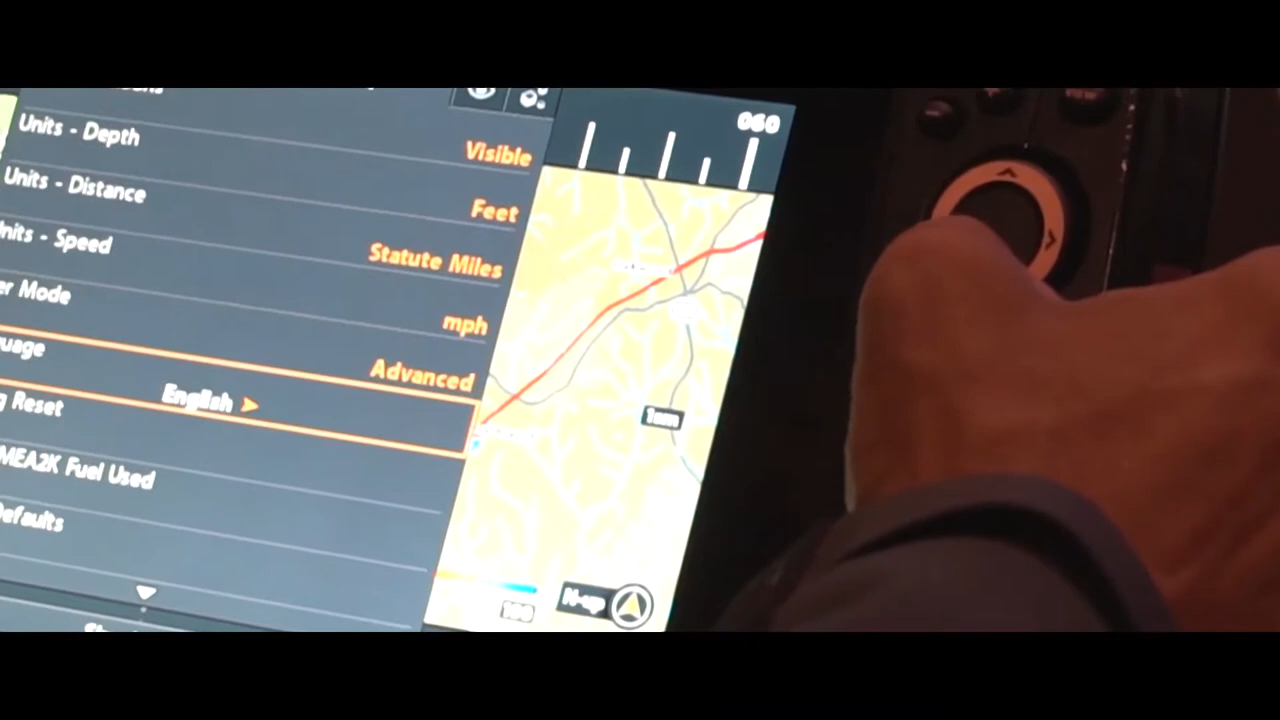 Units - Depth
Visible
Units - Distance
Feet
Units - Speed
Statute Miles
er Mode
mph
uage
Advanced
English
g Reset
MEA2K Fuel Used
Defaults
060
1nm
N-up
100